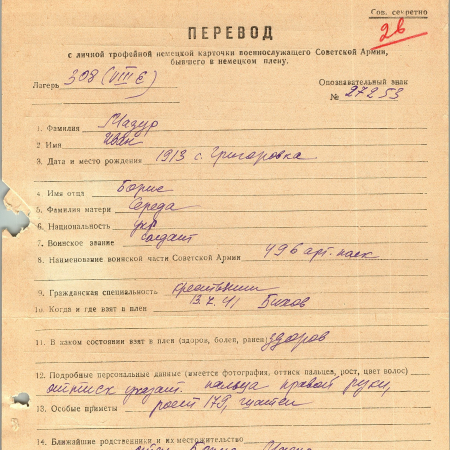 Сов. секретно
2в
ПЕРЕВОД
с личной трофейной немецкой карточки военнослужащего Советской Армии,
бывшего в немецком плену.
Лагерь 308 (VIII E)
Опознавательный знак
№ 27253
1. Фамилия Мазур
2. Имя Иван
3. Дата и место рождения 1913 с. Григоровка
4. Имя отца Борис
5. Фамилия матери Середа
6. Национальность укр
7. Воинское звание солдат
8. Наименование воинской части Советской Армии 496 арт. полк
9. Гражданская специальность крестьянин
10. Когда и где взят в плен 13.7.41 Бихов
11. В каком состоянии взят в плен (здоров, болен, ранен) здоров
12. Подробные персональные данные (имеется фотография, оттиск пальцев, рост, цвет волос)
оттиск указат. пальца правой руки,
13. Особые приметы рост 179,
14. Ближайшие родственники и их местожительство
Борис Мазур